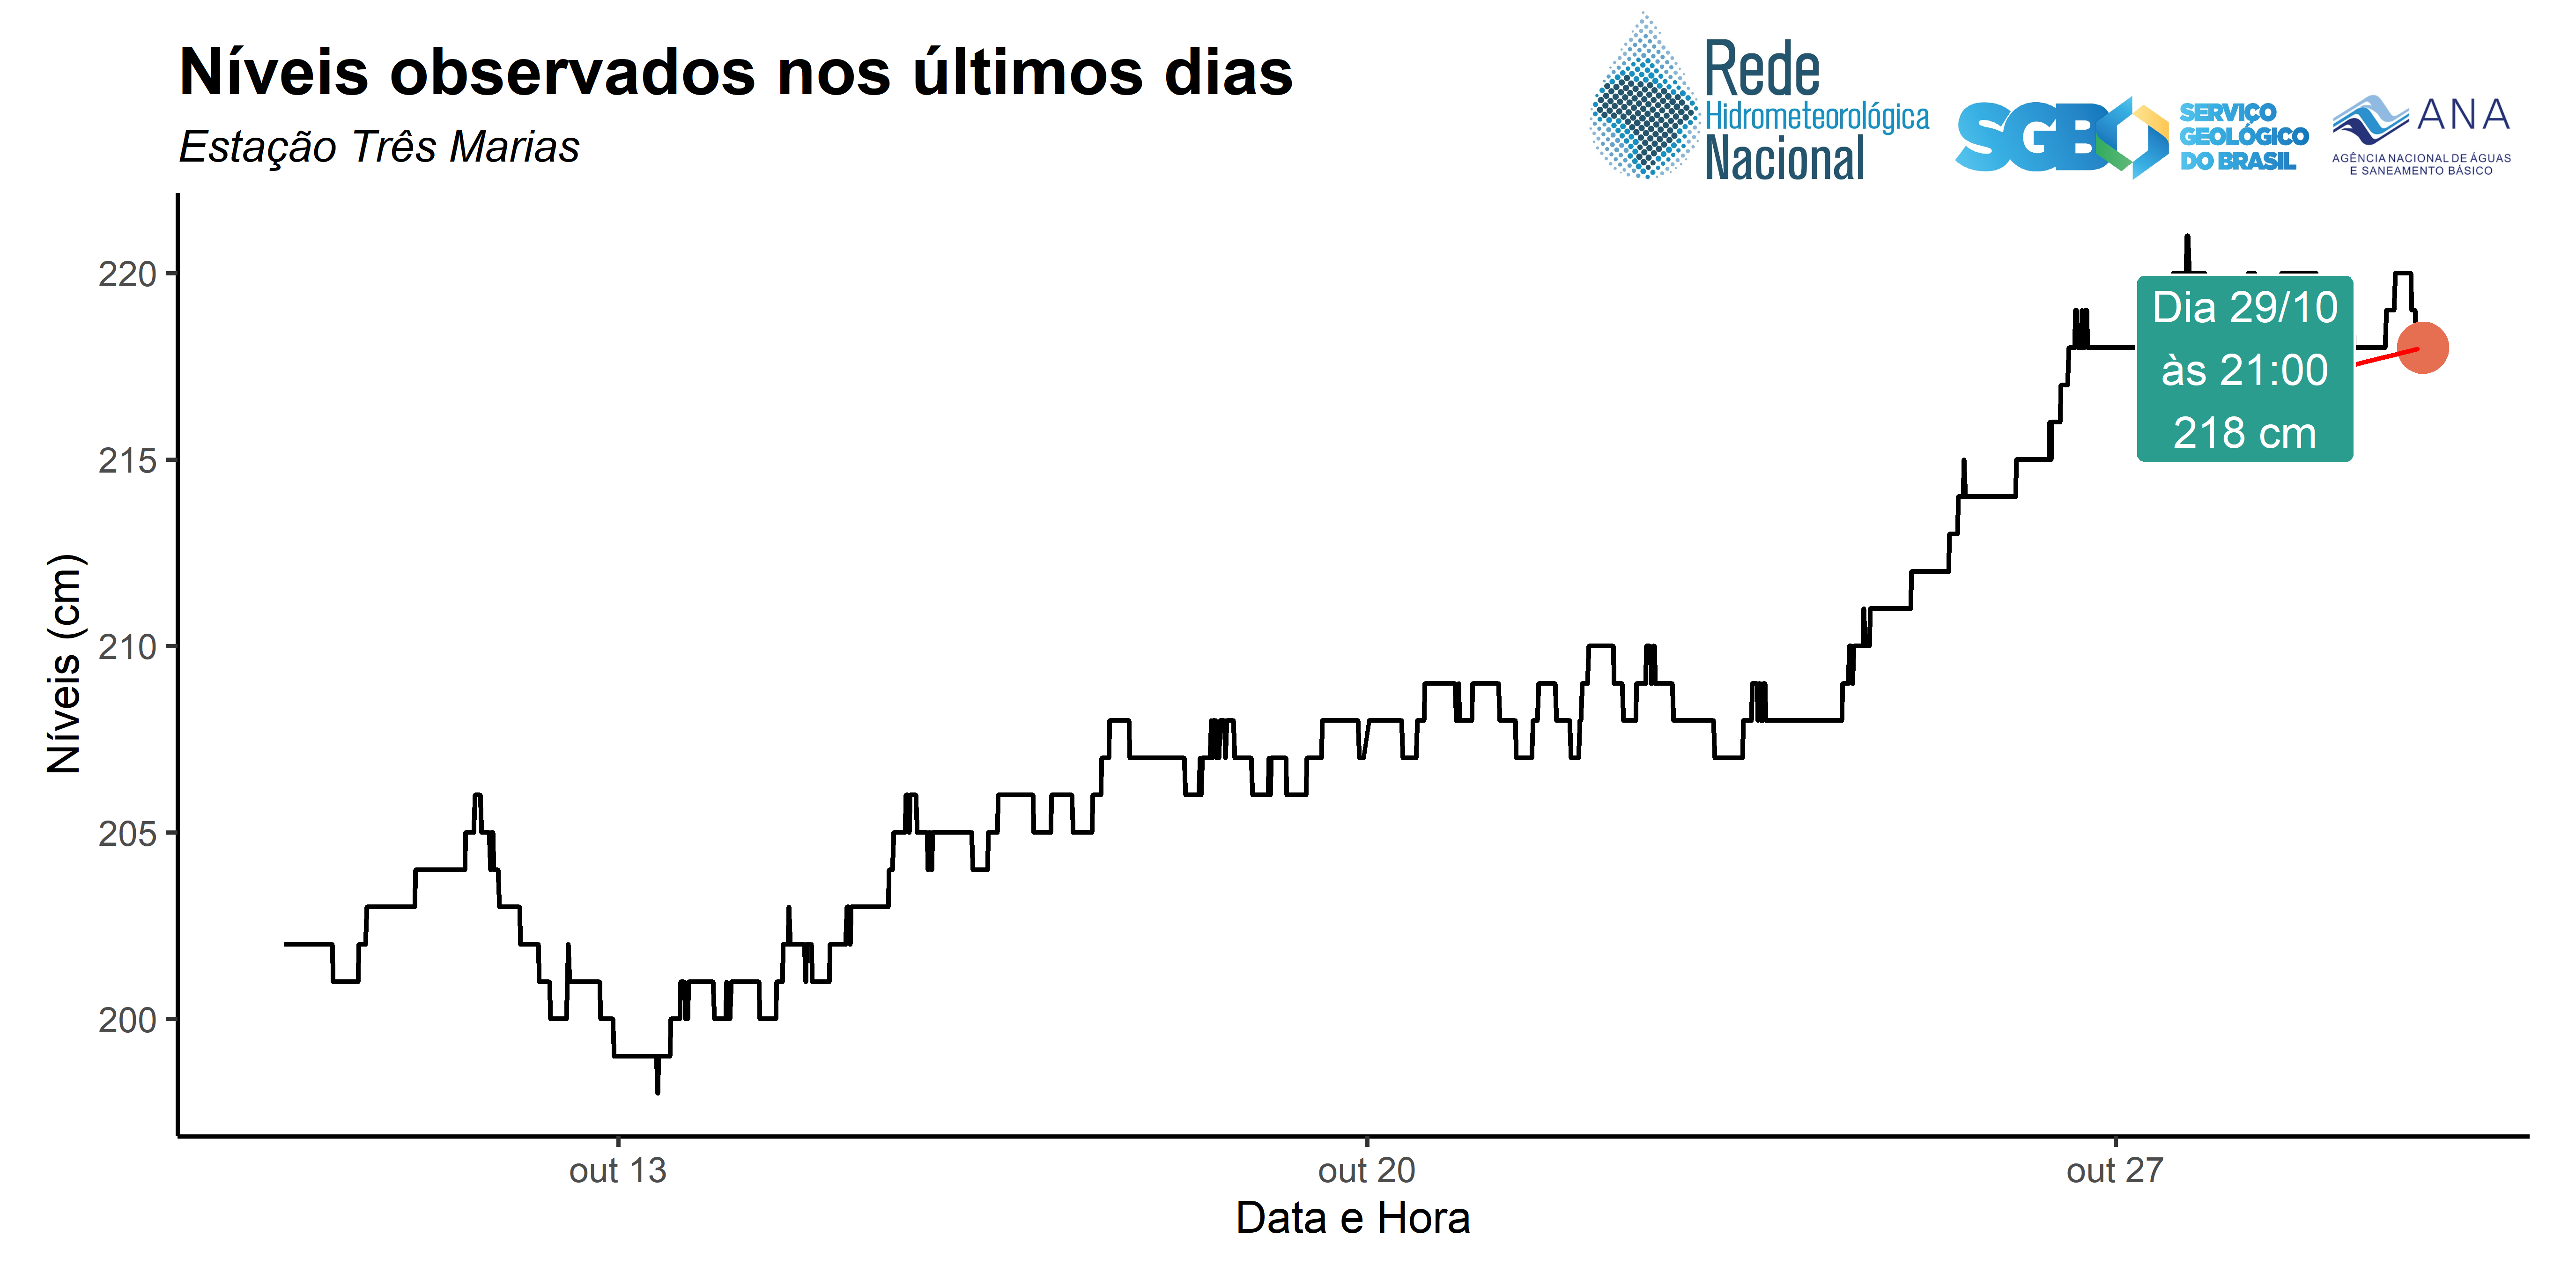 Níveis observados nos últimos dias
Estação Três Marias
Rede
Hidrometeorológica
Nacional
SGB
SERVIÇO
GEOLÓGICO
DO BRASIL
ANA
AGÊNCIA NACIONAL DE ÁGUAS
E SANEAMENTO BÁSICO
Níveis (cm)
220
215
210
205
200
Dia 29/10
às 21:00
218 cm
out 13
out 20
out 27
Data e Hora